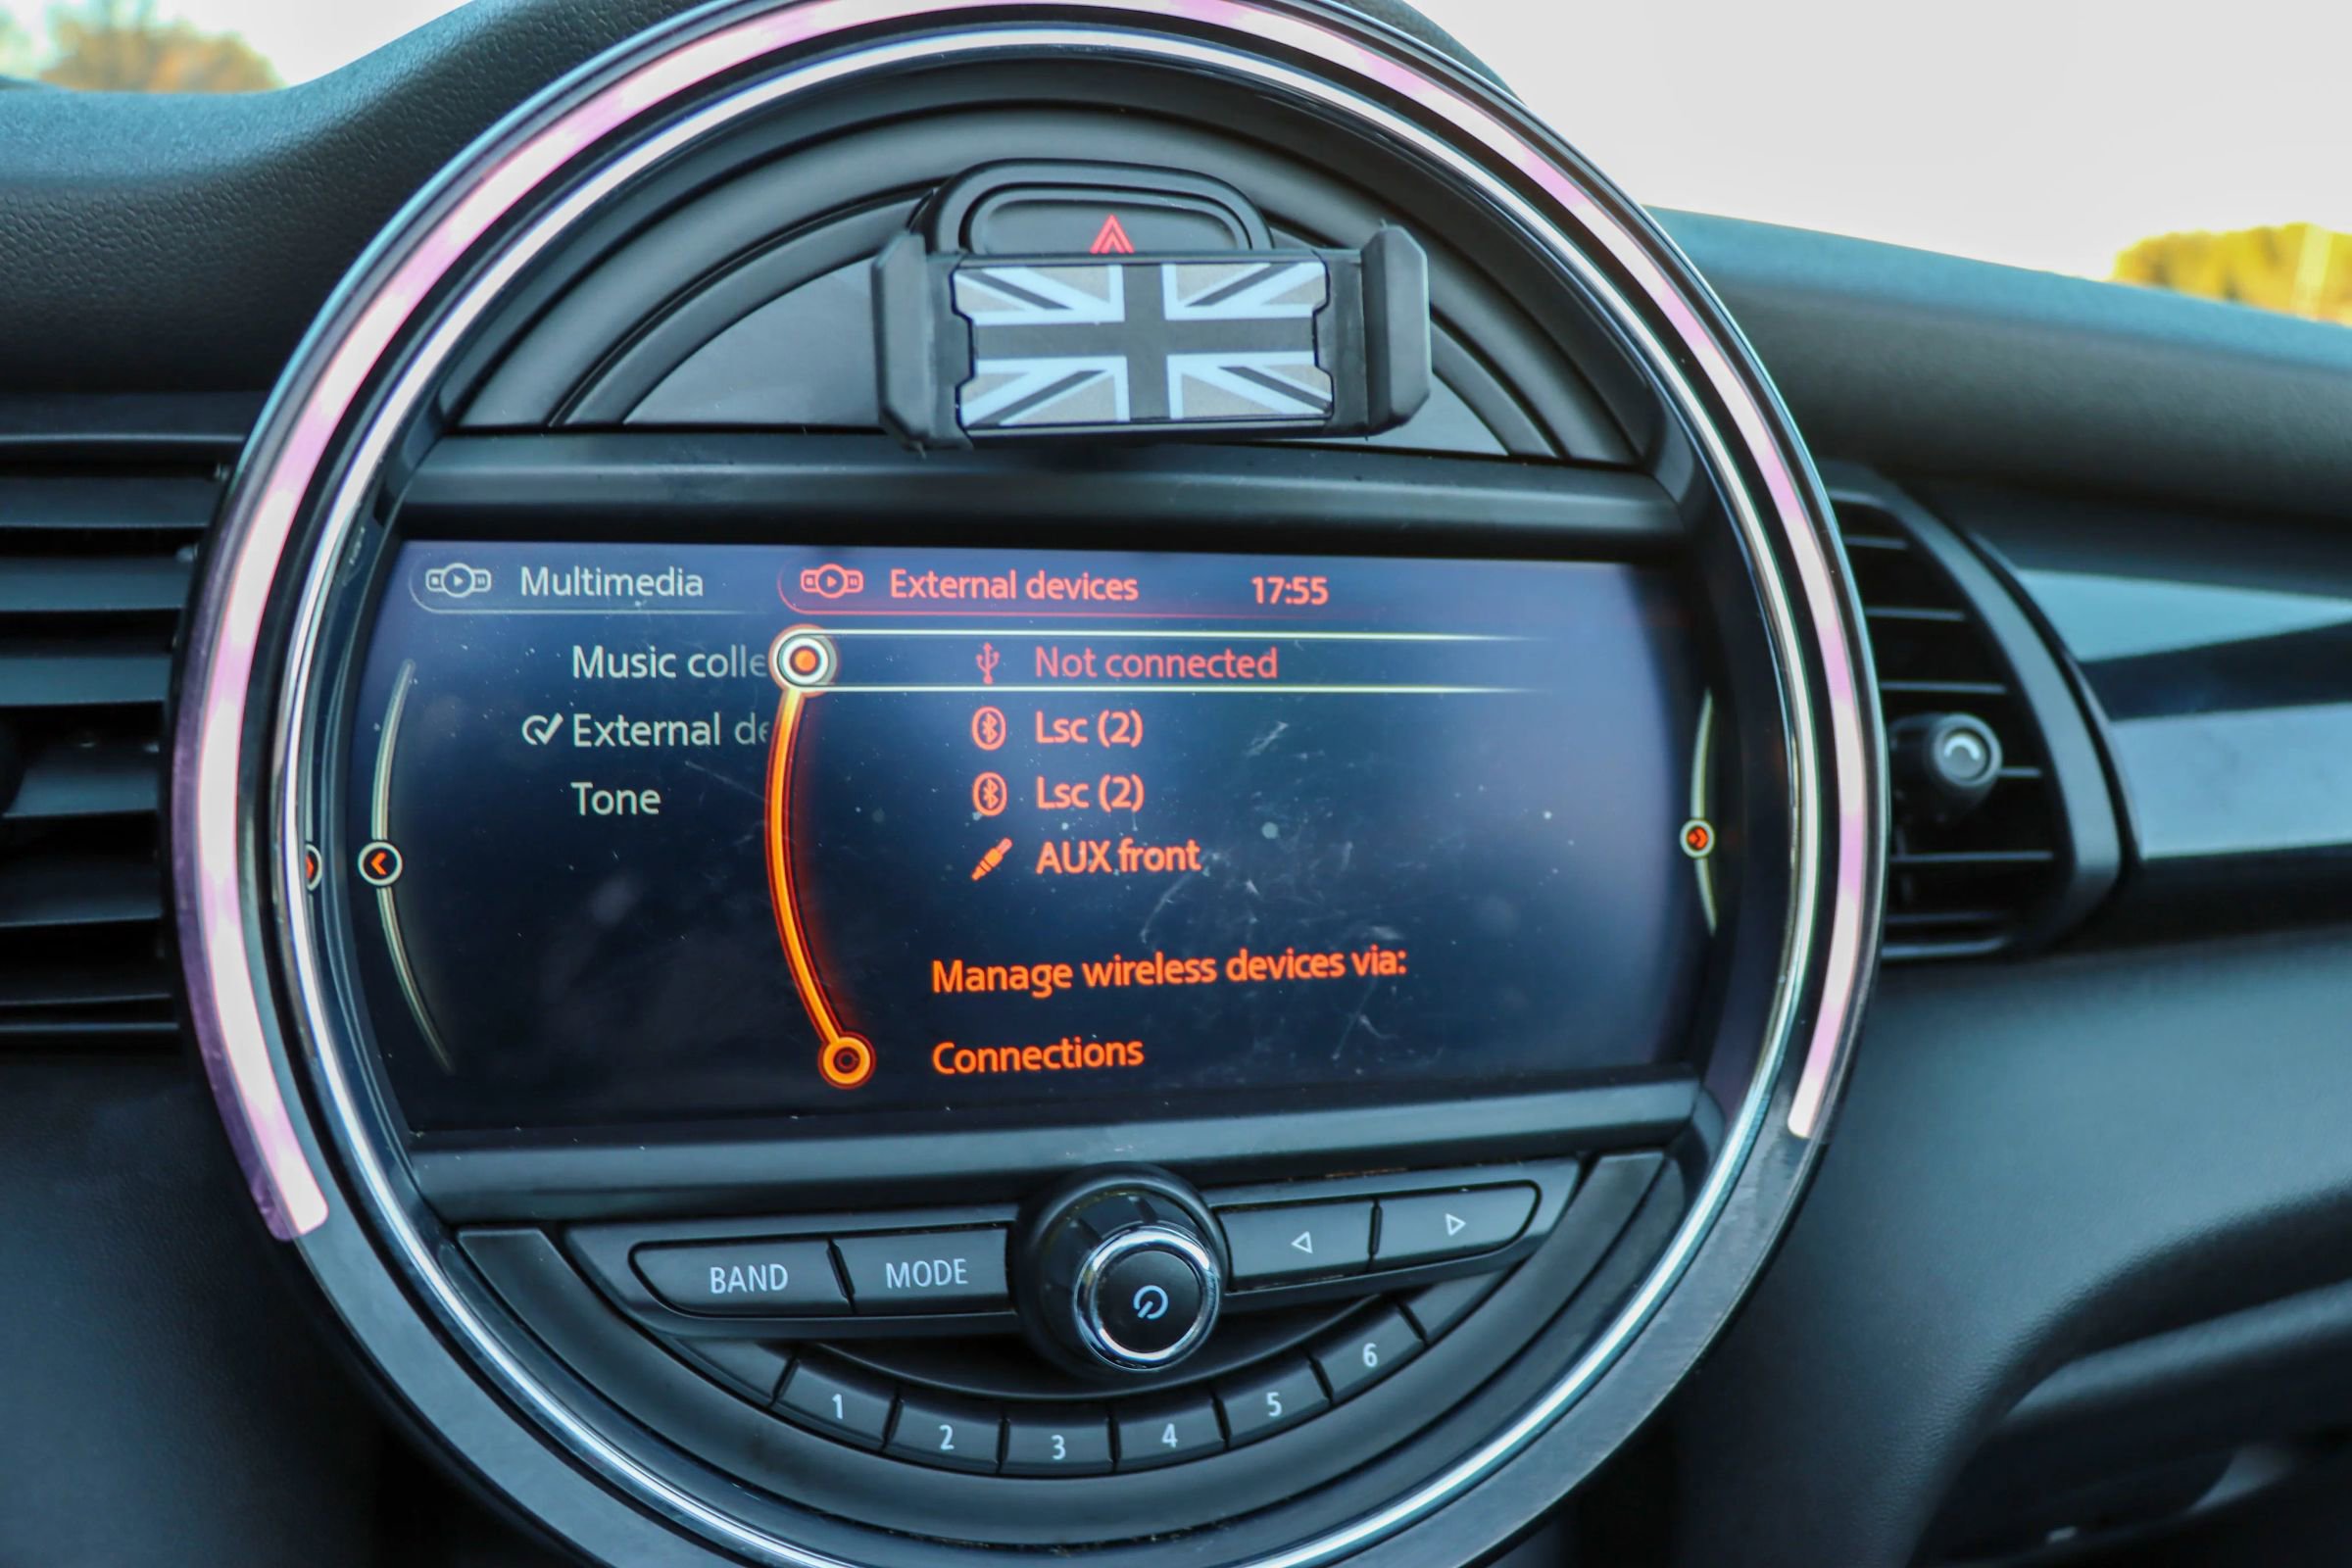 Multimedia
External devices
17:55
Music colle
External de
Tone
Not connected
Lsc (2)
Lsc (2)
AUX front
Manage wireless devices via:
Connections
BAND
MODE
1
2
3
4
5
6